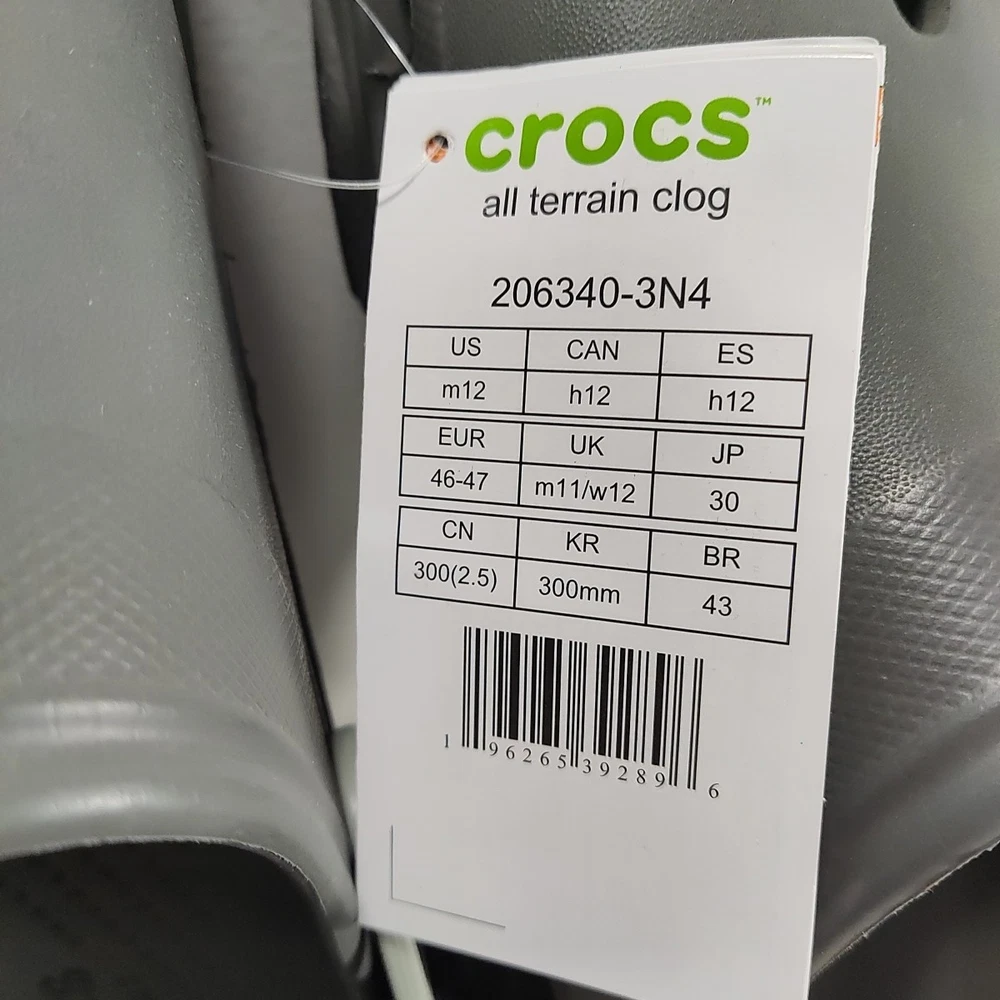 crocs™
all terrain clog
206340-3N4
US CAN ES
m12 h12 h12
EUR UK JP
46-47 m11/w12 30
CN KR BR
300(2.5) 300mm 43
1 96265 39289 6